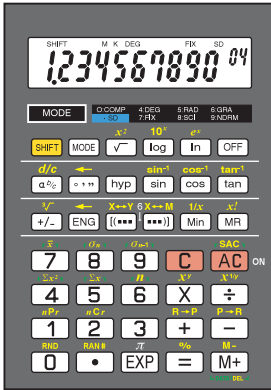 SHIFT M K DEG FIX SD
1.234567890 04
MODE 0:COMP 4:DEG 5:RAD 6:GRA
· SD 7:FIX 8:SCI 9:NDRM
x² 10ˣ eˣ
SHIFT MODE √ log ln OFF
d/c ← sin⁻¹ cos⁻¹ tan⁻¹
a b/c ° ' " hyp sin cos tan
³√ ← X↔Y 6 X↔M 1/x x!
+/- ENG [(••• •••)] Min MR
x̄ σn σn-1 SAC
7 8 9 C AC ON
Σx² Σx n xʸ x¹/ʸ
4 5 6 X ÷
nPr nCr R→P P→R
1 2 3 + −
RND RAN# π % M−
0 • EXP = M+
DEL